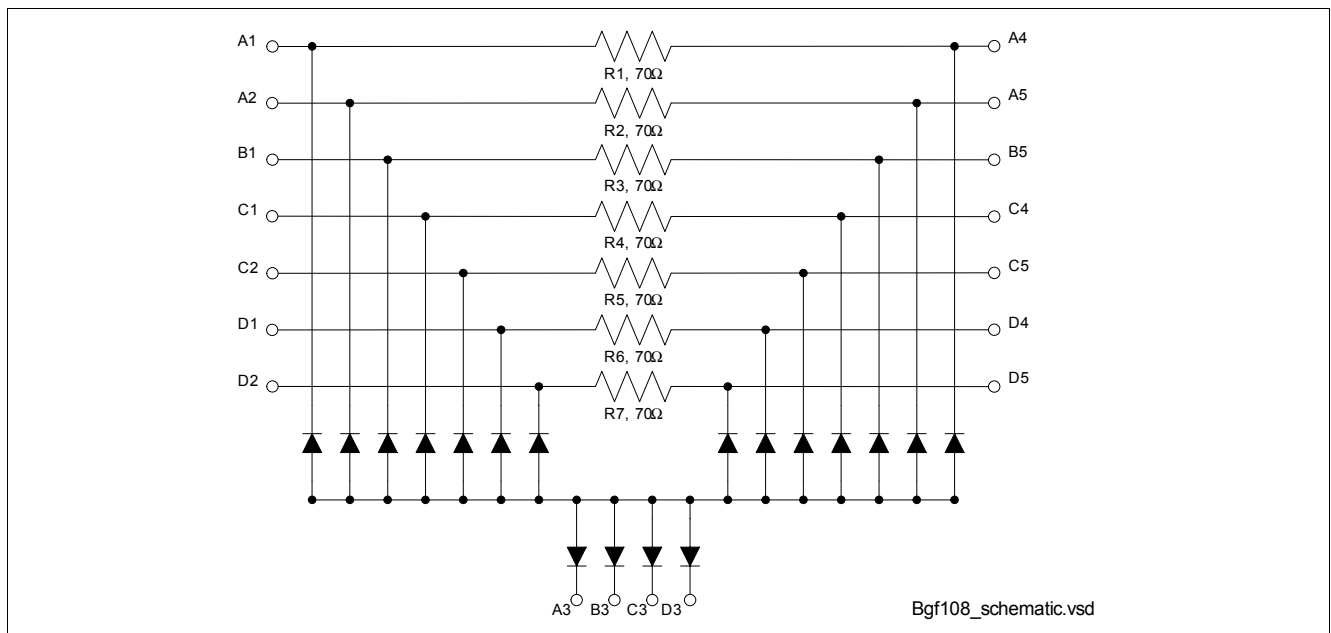 A1
A4
R1, 70Ω
A2
A5
R2, 70Ω
B1
B5
R3, 70Ω
C1
C4
R4, 70Ω
C2
C5
R5, 70Ω
D1
D4
R6, 70Ω
D2
D5
R7, 70Ω
A3 B3 C3 D3
Bgf108_schematic.vsd